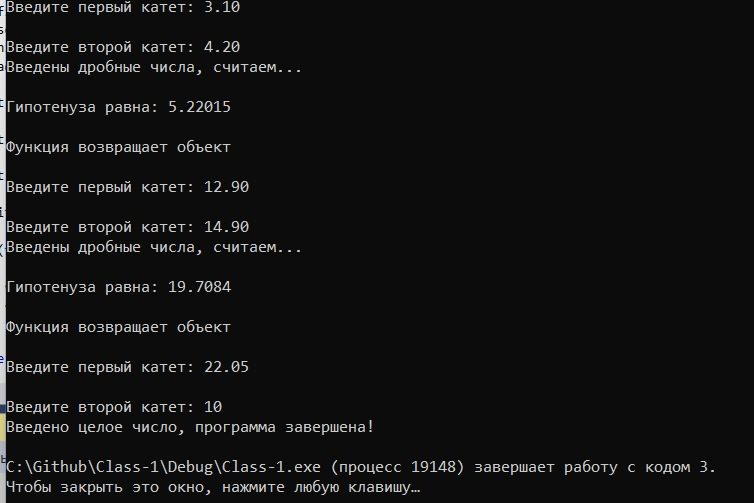 Введите первый катет: 3.10
Введите второй катет: 4.20
Введены дробные числа, считаем...
Гипотенуза равна: 5.22015
Функция возвращает объект
Введите первый катет: 12.90
Введите второй катет: 14.90
Введены дробные числа, считаем...
Гипотенуза равна: 19.7084
Функция возвращает объект
Введите первый катет: 22.05
Введите второй катет: 10
Введено целое число, программа завершена!
C:\Github\Class-1\Debug\Class-1.exe (процесс 19148) завершает работу с кодом 3.
Чтобы закрыть это окно, нажмите любую клавишу…